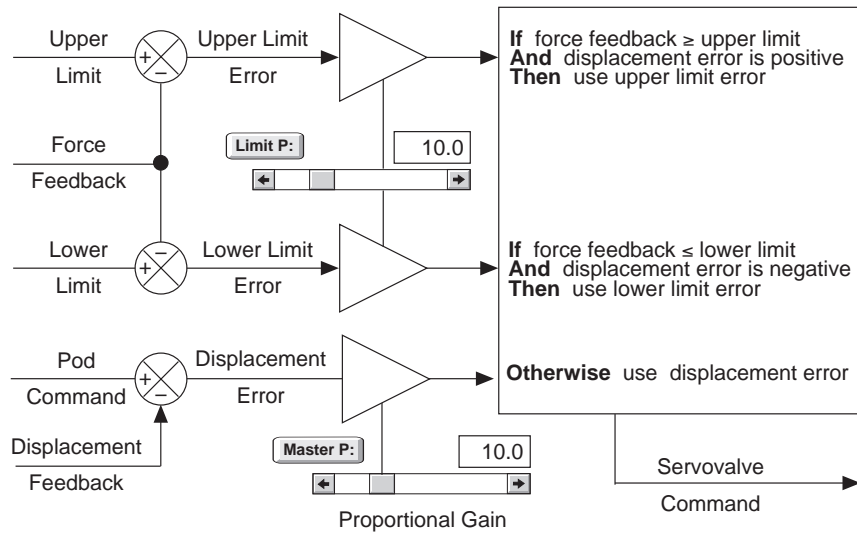 Upper
Limit
+
−
Upper Limit
Error
If force feedback ≥ upper limit
And displacement error is positive
Then use upper limit error
Force
Feedback
Limit P:
10.0
Lower
Limit
−
+
Lower Limit
Error
If force feedback ≤ lower limit
And displacement error is negative
Then use lower limit error
Pod
Command
+
−
Displacement
Error
Otherwise use displacement error
Displacement
Feedback
Master P:
10.0
Proportional Gain
Servovalve
Command